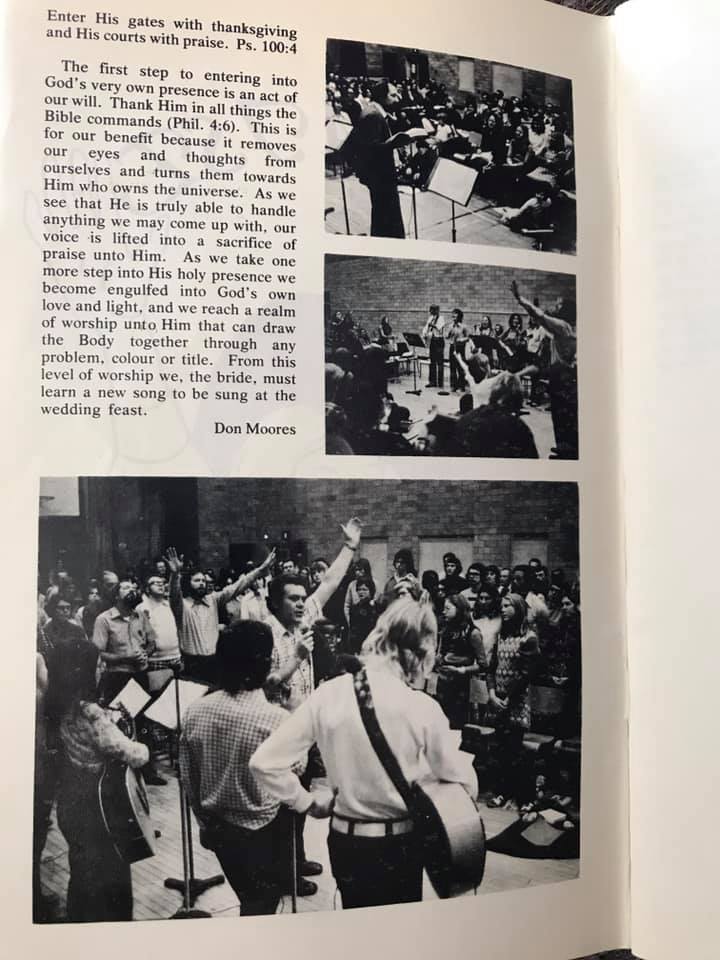 Enter His gates with thanksgiving
and His courts with praise. Ps. 100:4
The first step to entering into
God's very own presence is an act of
our will. Thank Him in all things the
Bible commands (Phil. 4:6). This is
for our benefit because it removes
our eyes and thoughts from
ourselves and turns them towards
Him who owns the universe. As we
see that He is truly able to handle
anything we may come up with, our
voice is lifted into a sacrifice of
praise unto Him. As we take one
more step into His holy presence we
become engulfed into God's own
love and light, and we reach a realm
of worship unto Him that can draw
the Body together through any
problem, colour or title. From this
level of worship we, the bride, must
learn a new song to be sung at the
wedding feast.
Don Moores